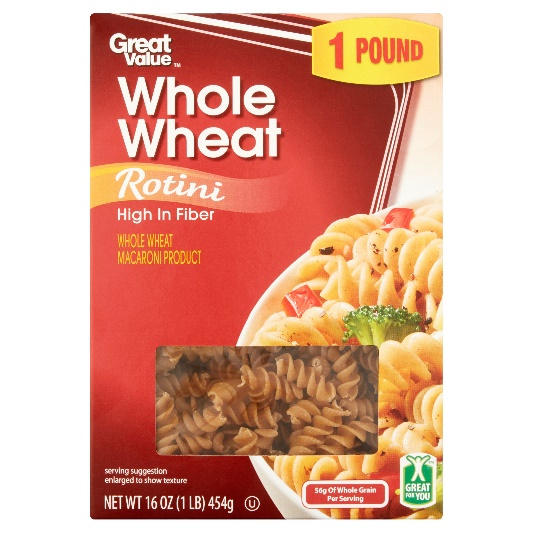 Great
Value™
1 POUND
Whole
Wheat
Rotini
High In Fiber
WHOLE WHEAT
MACARONI PRODUCT
serving suggestion
enlarged to show texture
NET WT 16 OZ (1 LB) 454g
U
56g Of Whole Grain
Per Serving
GREAT
FOR YOU